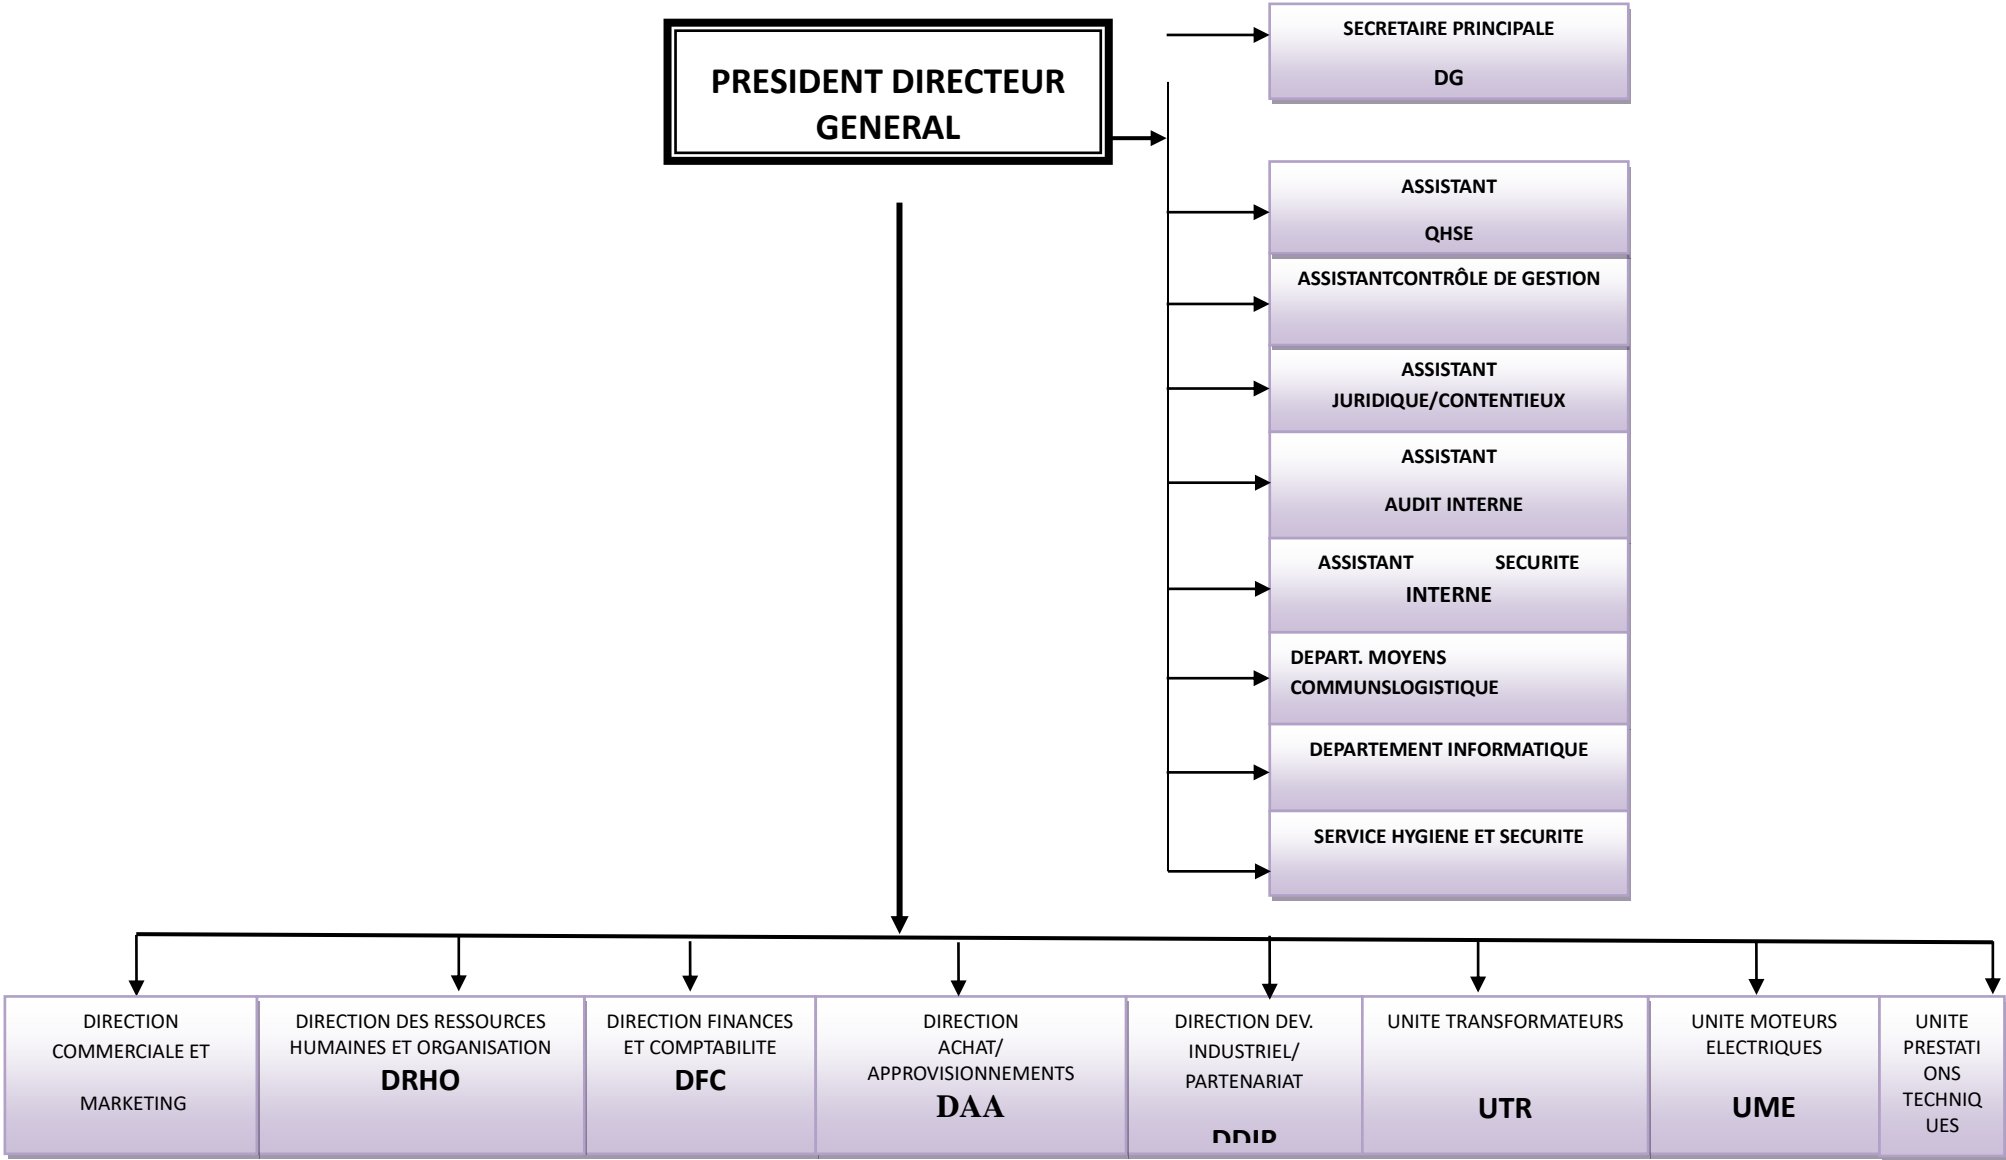 PRESIDENT DIRECTEUR
GENERAL
SECRETAIRE PRINCIPALE
DG
ASSISTANT
QHSE
ASSISTANTCONTRÔLE DE GESTION
ASSISTANT
JURIDIQUE/CONTENTIEUX
ASSISTANT
AUDIT INTERNE
ASSISTANT SECURITE
INTERNE
DEPART. MOYENS
COMMUNSLOGISTIQUE
DEPARTEMENT INFORMATIQUE
SERVICE HYGIENE ET SECURITE
DIRECTION
COMMERCIALE ET
MARKETING
DIRECTION DES RESSOURCES
HUMAINES ET ORGANISATION
DRHO
DIRECTION FINANCES
ET COMPTABILITE
DFC
DIRECTION
ACHAT/
APPROVISIONNEMENTS
DAA
DIRECTION DEV.
INDUSTRIEL/
PARTENARIAT
DDIP
UNITE TRANSFORMATEURS
UTR
UNITE MOTEURS
ELECTRIQUES
UME
UNITE
PRESTATI
ONS
TECHNIQ
UES